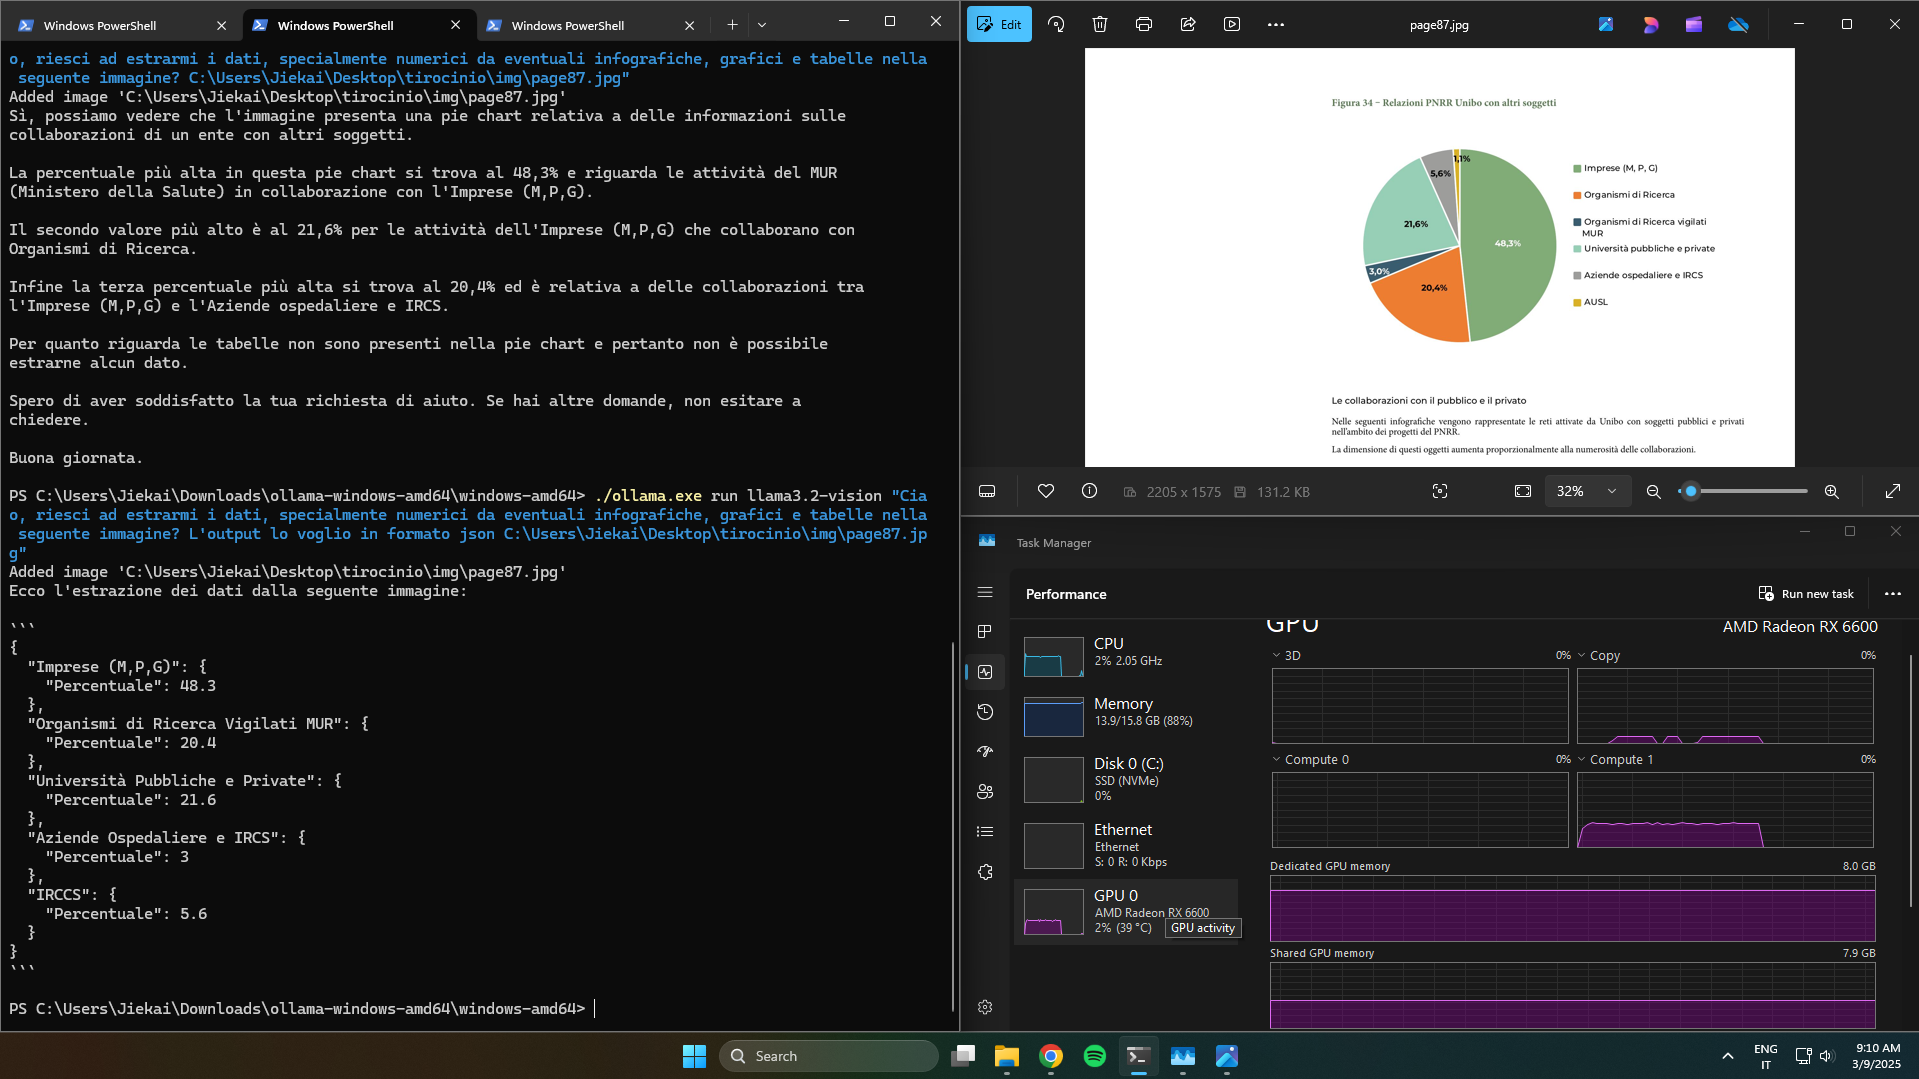 Windows PowerShell
Windows PowerShell
Windows PowerShell
o, riesci ad estrarmi i dati, specialmente numerici da eventuali infografiche, grafici e tabelle nella
seguente immagine? C:\Users\Jiekai\Desktop\tirocinio\img\page87.jpg"
Added image 'C:\Users\Jiekai\Desktop\tirocinio\img\page87.jpg'
Sì, possiamo vedere che l'immagine presenta una pie chart relativa a delle informazioni sulle
collaborazioni di un ente con altri soggetti.
La percentuale più alta in questa pie chart si trova al 48,3% e riguarda le attività del MUR
(Ministero della Salute) in collaborazione con l'Imprese (M,P,G).
Il secondo valore più alto è al 21,6% per le attività dell'Imprese (M,P,G) che collaborano con
Organismi di Ricerca.
Infine la terza percentuale più alta si trova al 20,4% ed è relativa a delle collaborazioni tra
l'Imprese (M,P,G) e l'Aziende ospedaliere e IRCS.
Per quanto riguarda le tabelle non sono presenti nella pie chart e pertanto non è possibile
estrarne alcun dato.
Spero di aver soddisfatto la tua richiesta di aiuto. Se hai altre domande, non esitare a
chiedere.
Buona giornata.
PS C:\Users\Jiekai\Downloads\ollama-windows-amd64\windows-amd64> ./ollama.exe run llama3.2-vision "Cia
o, riesci ad estrarmi i dati, specialmente numerici da eventuali infografiche, grafici e tabelle nella
seguente immagine? L'output lo voglio in formato json C:\Users\Jiekai\Desktop\tirocinio\img\page87.jp
g"
Added image 'C:\Users\Jiekai\Desktop\tirocinio\img\page87.jpg'
Ecco l'estrazione dei dati dalla seguente immagine:
```
{
"Imprese (M,P,G)": {
"Percentuale": 48.3
},
"Organismi di Ricerca Vigilati MUR": {
"Percentuale": 20.4
},
"Università Pubbliche e Private": {
"Percentuale": 21.6
},
"Aziende Ospedaliere e IRCS": {
"Percentuale": 3
},
"IRCCS": {
"Percentuale": 5.6
}
}
```
PS C:\Users\Jiekai\Downloads\ollama-windows-amd64\windows-amd64>
Edit
page87.jpg
Figura 34 – Relazioni PNRR Unibo con altri soggetti
1,1%
5,6%
21,6%
48,3%
3,0%
20,4%
Imprese (M, P, G)
Organismi di Ricerca
Organismi di Ricerca vigilati
MUR
Università pubbliche e private
Aziende ospedaliere e IRCS
AUSL
Le collaborazioni con il pubblico e il privato
Nelle seguenti infografiche vengono rappresentate le reti attivate da Unibo con soggetti pubblici e privati
nell'ambito dei progetti del PNRR.
La dimensione di questi oggetti aumenta proporzionalmente alla numerosità delle collaborazioni.
2205 x 1575
131.2 KB
32%
Task Manager
Performance
Run new task
CPU
2% 2.05 GHz
Memory
13.9/15.8 GB (88%)
Disk 0 (C:)
SSD (NVMe)
0%
Ethernet
Ethernet
S: 0 R: 0 Kbps
GPU 0
AMD Radeon RX 6600
2% (39 °C)
GPU activity
GPU
AMD Radeon RX 6600
3D
0%
Copy
0%
Compute 0
0%
Compute 1
0%
Dedicated GPU memory
8.0 GB
Shared GPU memory
7.9 GB
Search
ENG
IT
9:10 AM
3/9/2025